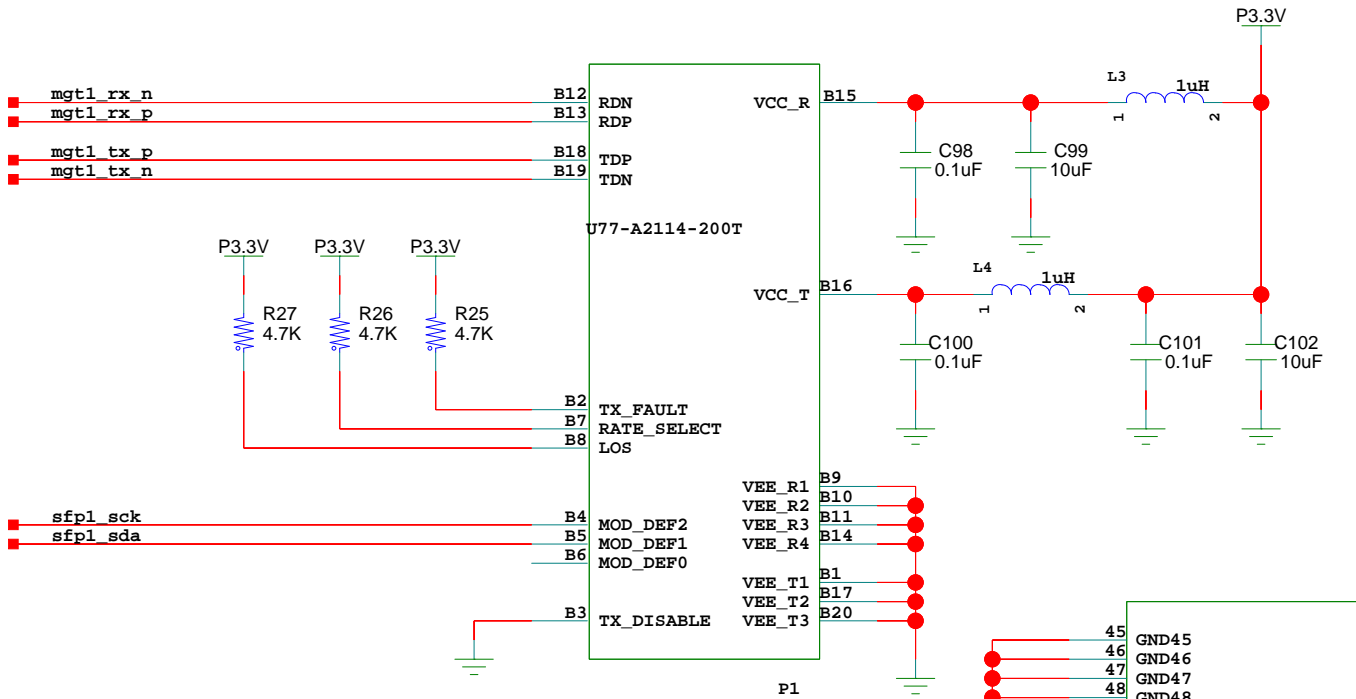 P3.3V
mgt1_rx_n B12 RDN VCC_R B15 L3 1uH
mgt1_rx_p B13 RDP 1 2
mgt1_tx_p B18 TDP C98 C99
mgt1_tx_n B19 TDN 0.1uF 10uF
U77-A2114-200T
P3.3V P3.3V P3.3V
L4 1uH
VCC_T B16
1 2
R27 R26 R25
4.7K 4.7K 4.7K
C100 C101 C102
0.1uF 0.1uF 10uF
B2 TX_FAULT
B7 RATE_SELECT
B8 LOS
VEE_R1 B9
VEE_R2 B10
sfp1_sck B4 MOD_DEF2 VEE_R3 B11
sfp1_sda B5 MOD_DEF1 VEE_R4 B14
B6 MOD_DEF0
VEE_T1 B1
VEE_T2 B17
B3 TX_DISABLE VEE_T3 B20
45 GND45
46 GND46
47 GND47
48 GND48
P1